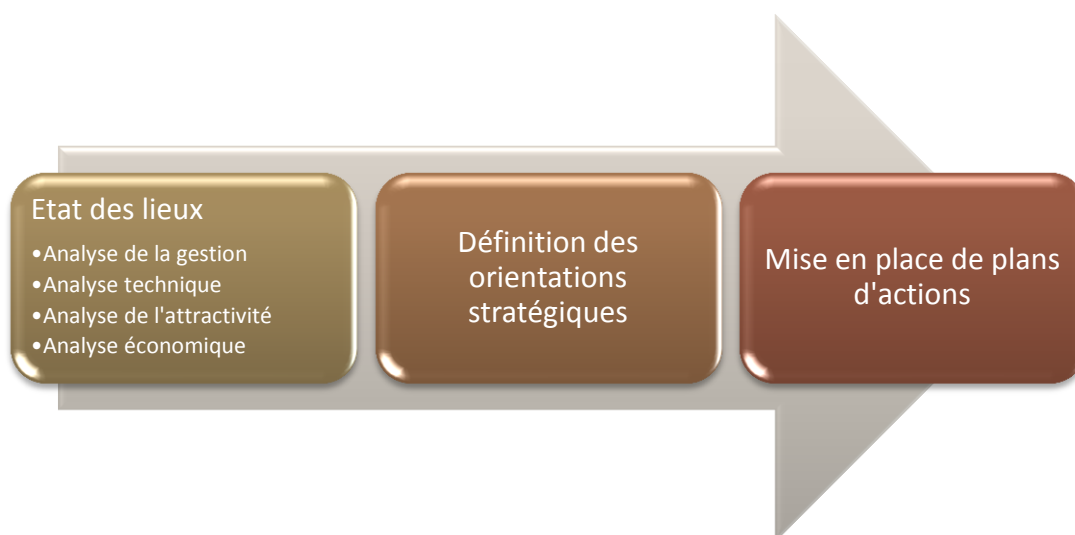 Etat des lieux
•Analyse de la gestion
•Analyse technique
•Analyse de l'attractivité
•Analyse économique
Définition des
orientations
stratégiques
Mise en place de plans
d'actions